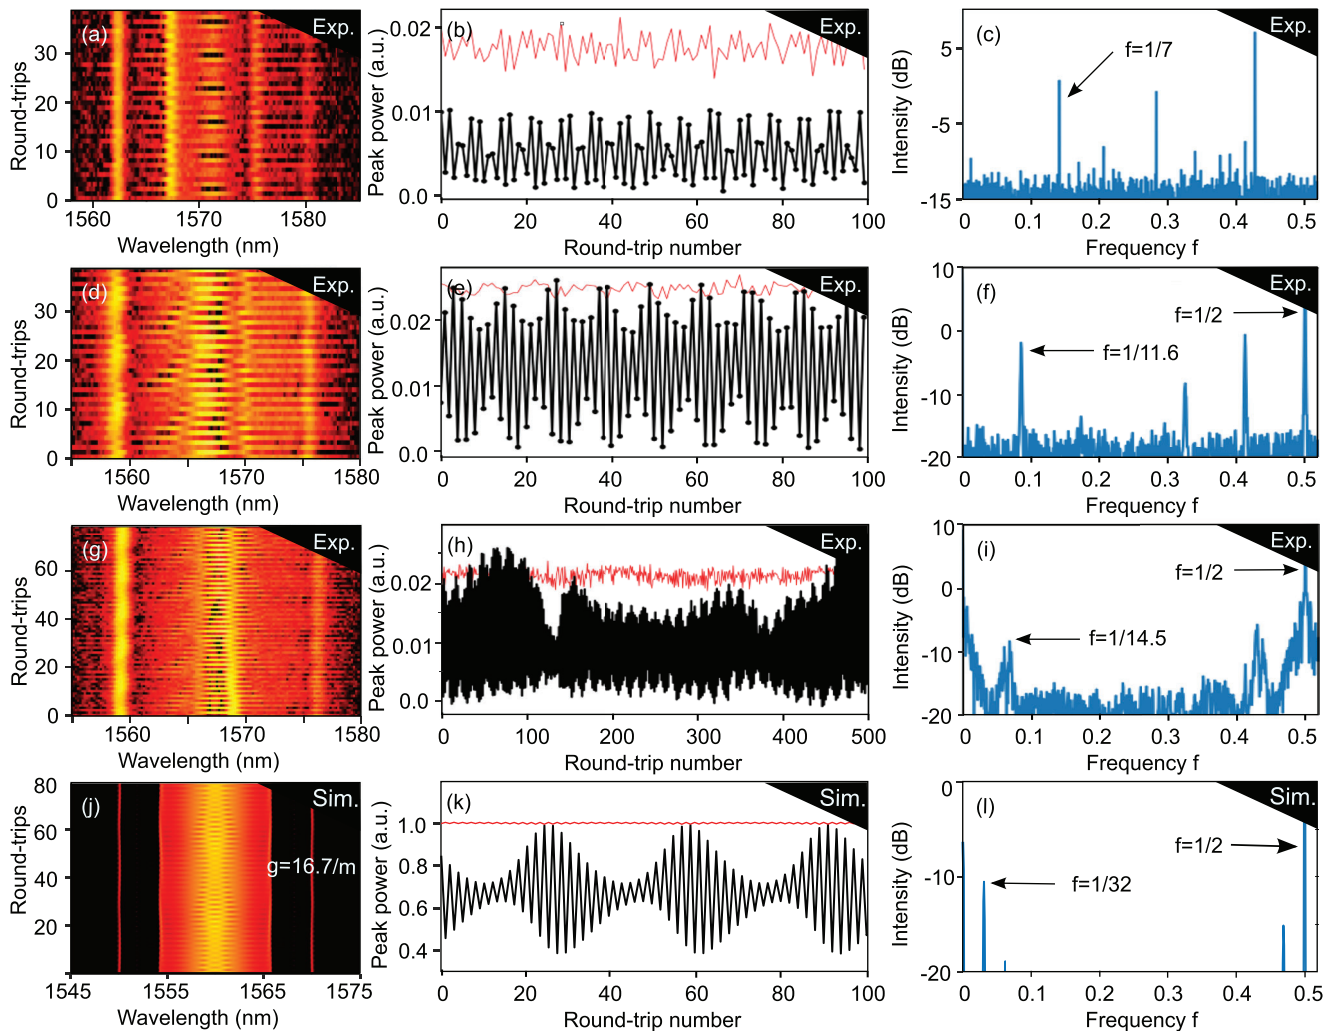 (a)
Exp.
Round-trips
30
20
10
0
1560
1570
1580
Wavelength (nm)
(b)
Exp.
Peak power (a.u.)
0.02
0.01
0.0
0
20
40
60
80
100
Round-trip number
(c)
Exp.
Intensity (dB)
5
-5
-15
f=1/7
0
0.1
0.2
0.3
0.4
0.5
Frequency f
(d)
Exp.
Round-trips
30
20
10
0
1560
1570
1580
Wavelength (nm)
(e)
Exp.
Peak power (a.u.)
0.02
0.01
0.0
0
20
40
60
80
100
Round-trip number
(f)
Exp.
Intensity (dB)
10
0
-10
-20
f=1/2
f=1/11.6
0
0.1
0.2
0.3
0.4
0.5
Frequency f
(g)
Exp.
Round-trips
60
40
20
0
1560
1570
1580
Wavelength (nm)
(h)
Exp.
Peak power (a.u.)
0.02
0.01
0.0
0
100
200
300
400
500
Round-trip number
(i)
Exp.
Intensity (dB)
10
0
-10
-20
f=1/2
f=1/14.5
0
0.1
0.2
0.3
0.4
0.5
Frequency f
(j)
Sim.
Round-trips
80
60
40
20
g=16.7/m
1545
1555
1565
1575
Wavelength (nm)
(k)
Sim.
Peak power (a.u.)
1.0
0.8
0.6
0.4
0
20
40
60
80
100
Round-trip number
(l)
Sim.
Intensity (dB)
0
-10
-20
f=1/2
f=1/32
0
0.1
0.2
0.3
0.4
0.5
Frequency f